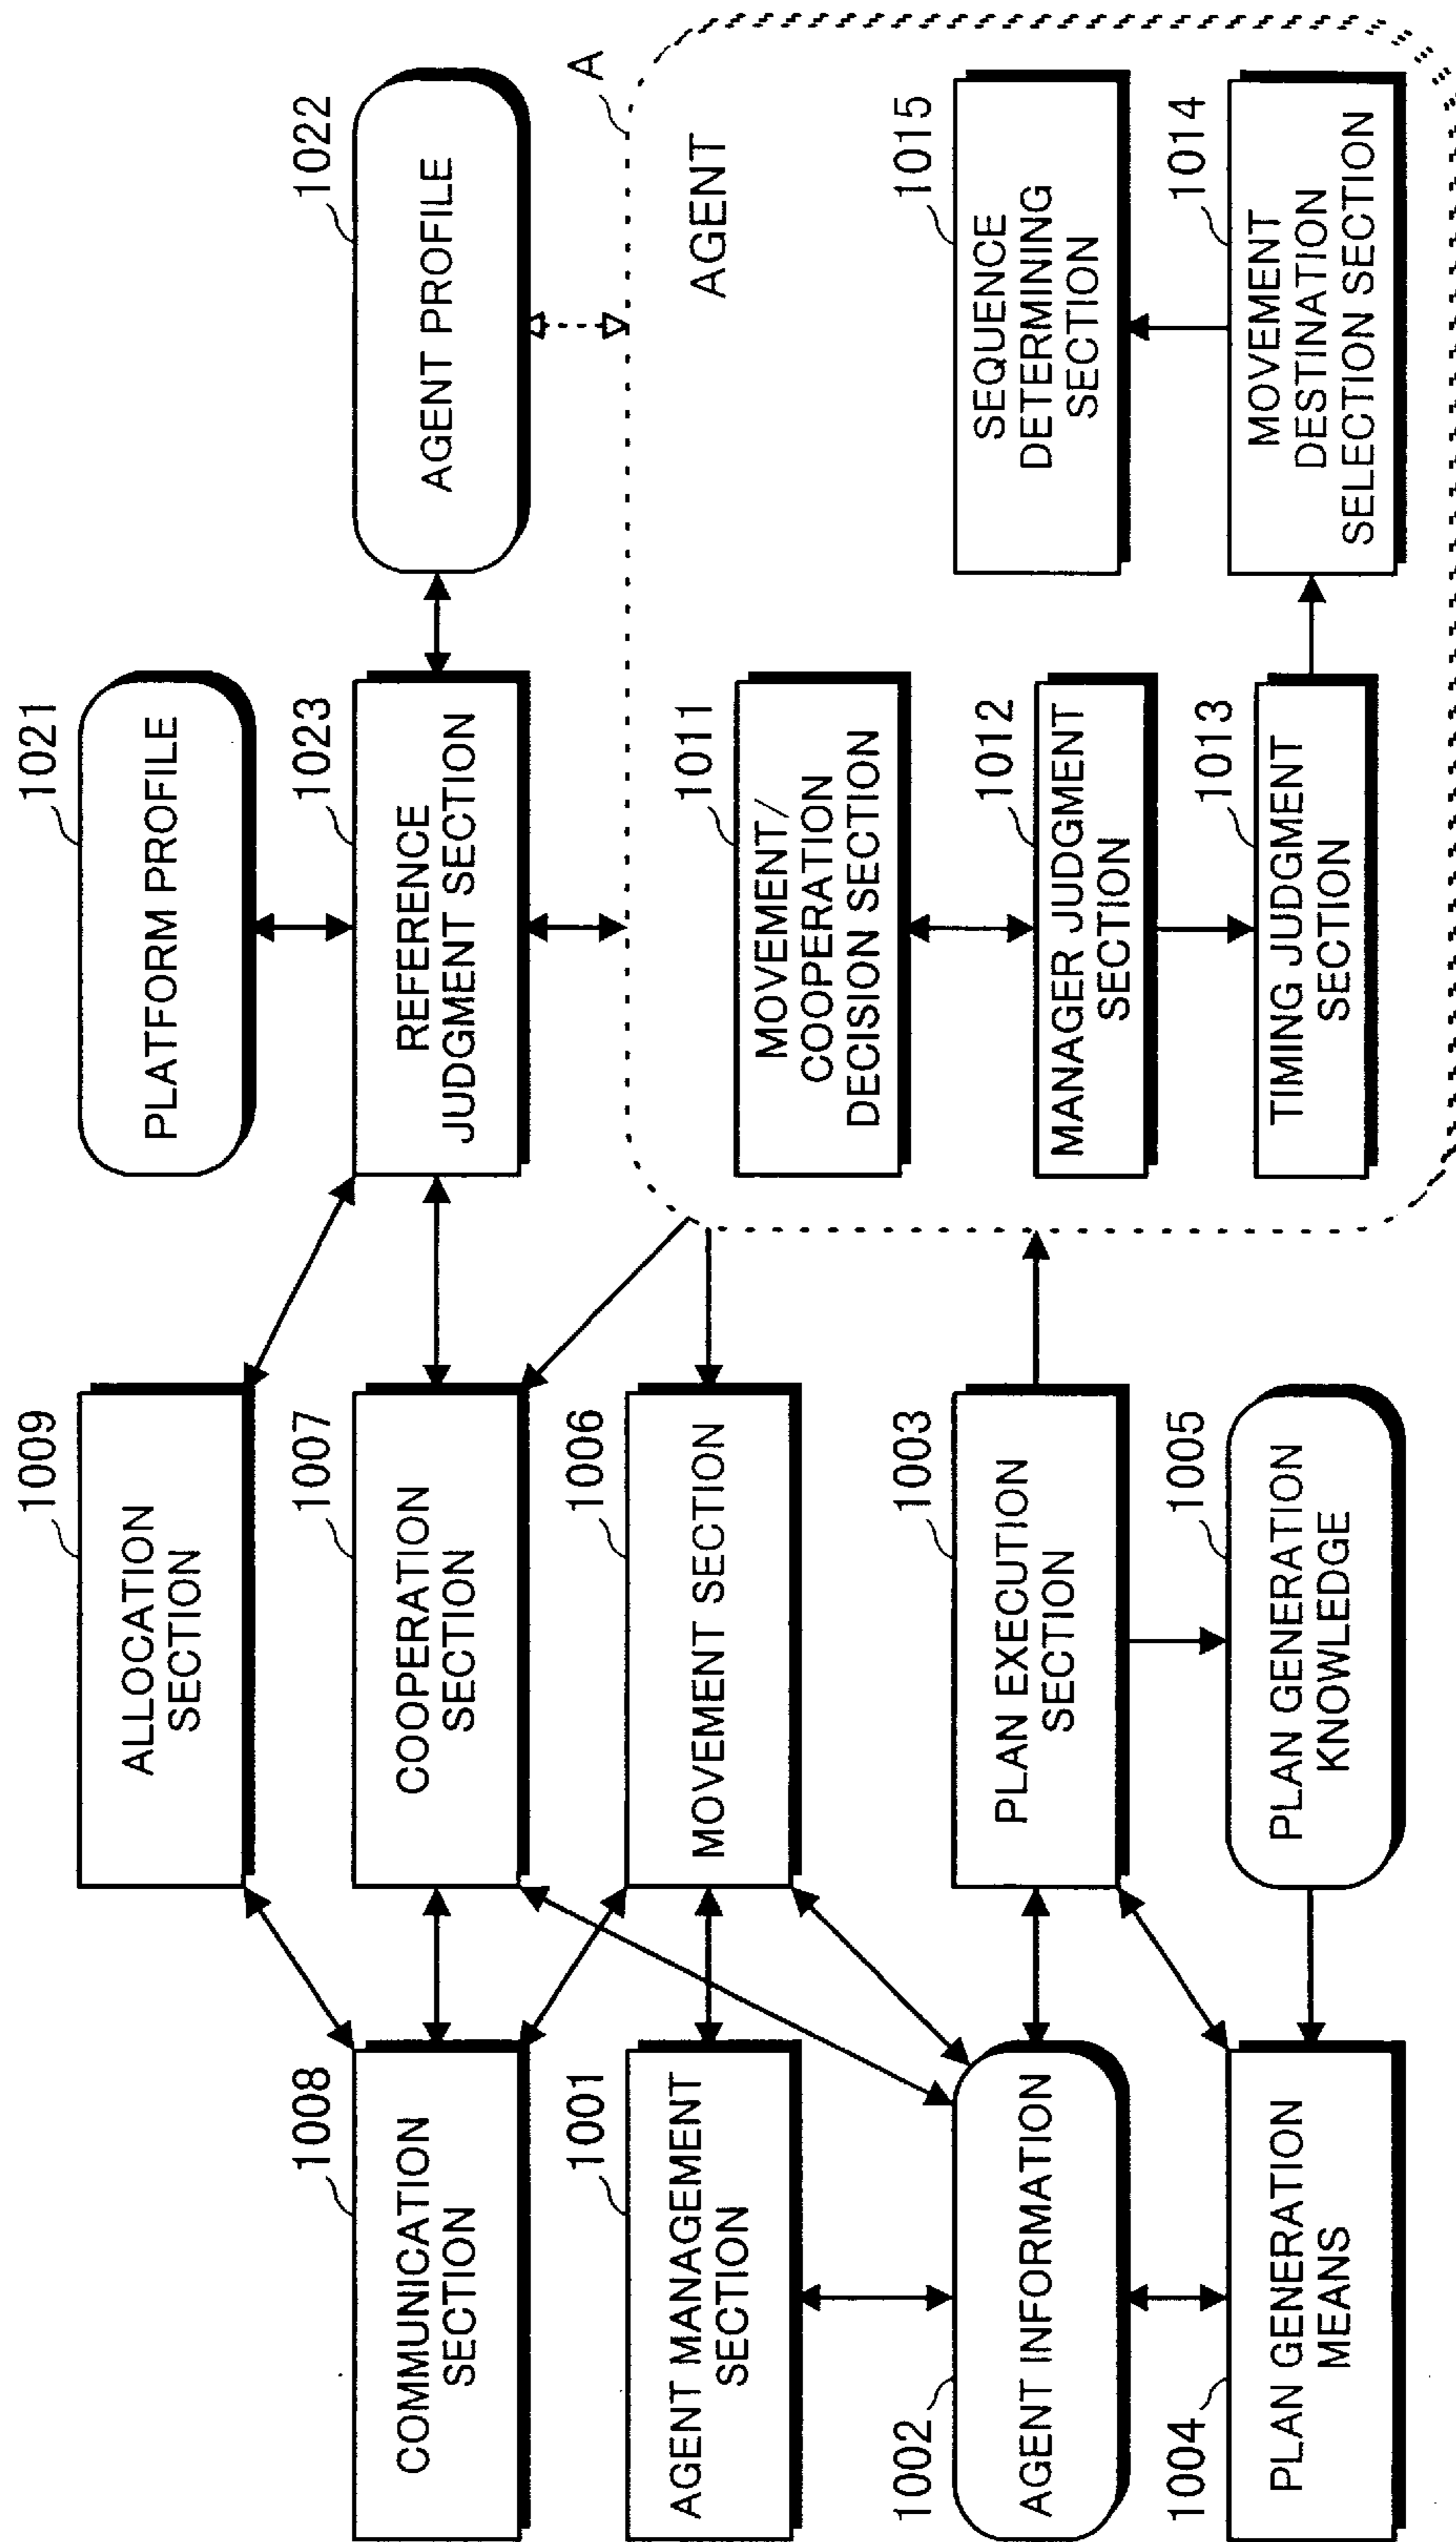 1008
COMMUNICATION
SECTION
1001
AGENT MANAGEMENT
SECTION
1002
AGENT INFORMATION
1004
PLAN GENERATION
MEANS
1009
ALLOCATION
SECTION
1007
COOPERATION
SECTION
1006
MOVEMENT SECTION
1003
PLAN EXECUTION
SECTION
1005
PLAN GENERATION
KNOWLEDGE
1021
PLATFORM PROFILE
1023
REFERENCE
JUDGMENT SECTION
1022
AGENT PROFILE
A
AGENT
1011
MOVEMENT/
COOPERATION
DECISION SECTION
1012
MANAGER JUDGMENT
SECTION
1013
TIMING JUDGMENT
SECTION
1015
SEQUENCE
DETERMINING
SECTION
1014
MOVEMENT
DESTINATION
SELECTION SECTION